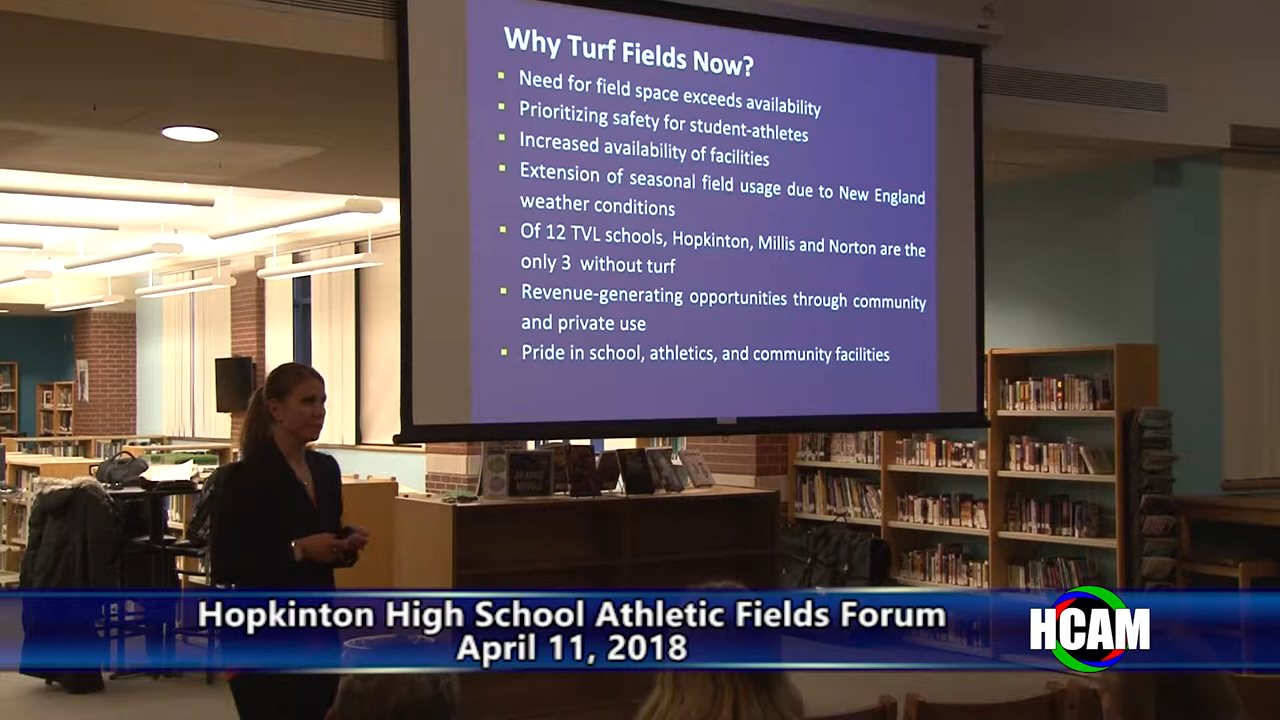 Why Turf Fields Now?
Need for field space exceeds availability
Prioritizing safety for student-athletes
Increased availability of facilities
Extension of seasonal field usage due to New England
weather conditions
Of 12 TVL schools, Hopkinton, Millis and Norton are the
only 3 without turf
Revenue-generating opportunities through community
and private use
Pride in school, athletics, and community facilities
Hopkinton High School Athletic Fields Forum
April 11, 2018
HCAM